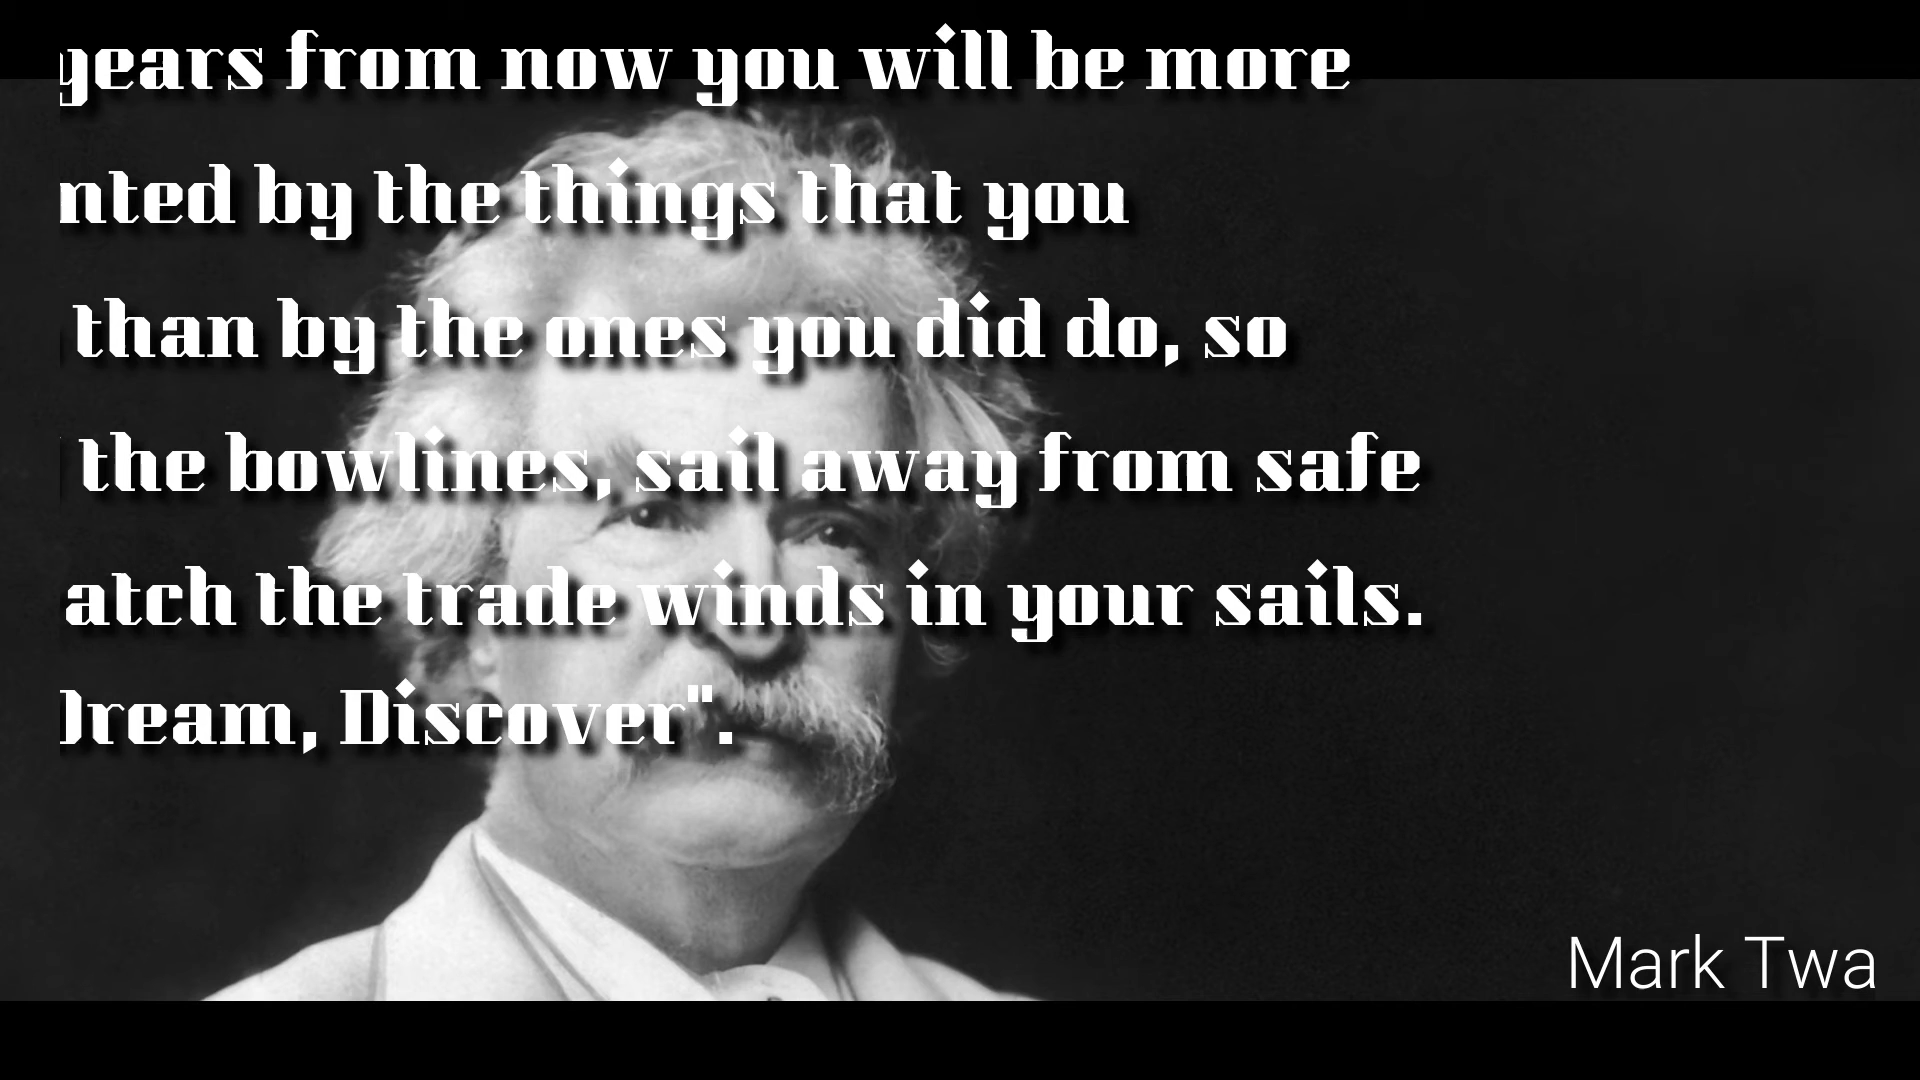 years from now you will be more
nted by the things that you
than by the ones you did do, so
the bowlines, sail away from safe
atch the trade winds in your sails.
Dream, Discover".
Mark Twa